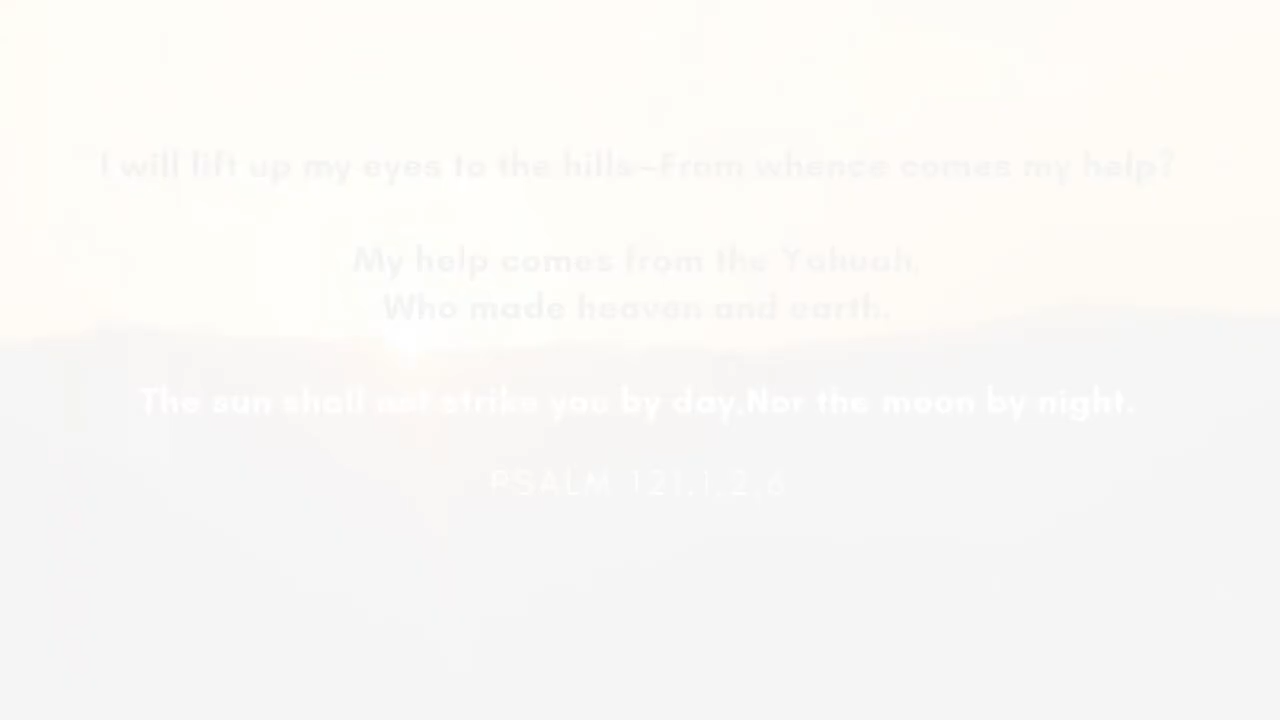 I will lift up my eyes to the hills–From whence comes my help?
My help comes from the Yahuah,
Who made heaven and earth.
The sun shall not strike you by day,Nor the moon by night.
PSALM 121.1.2,6